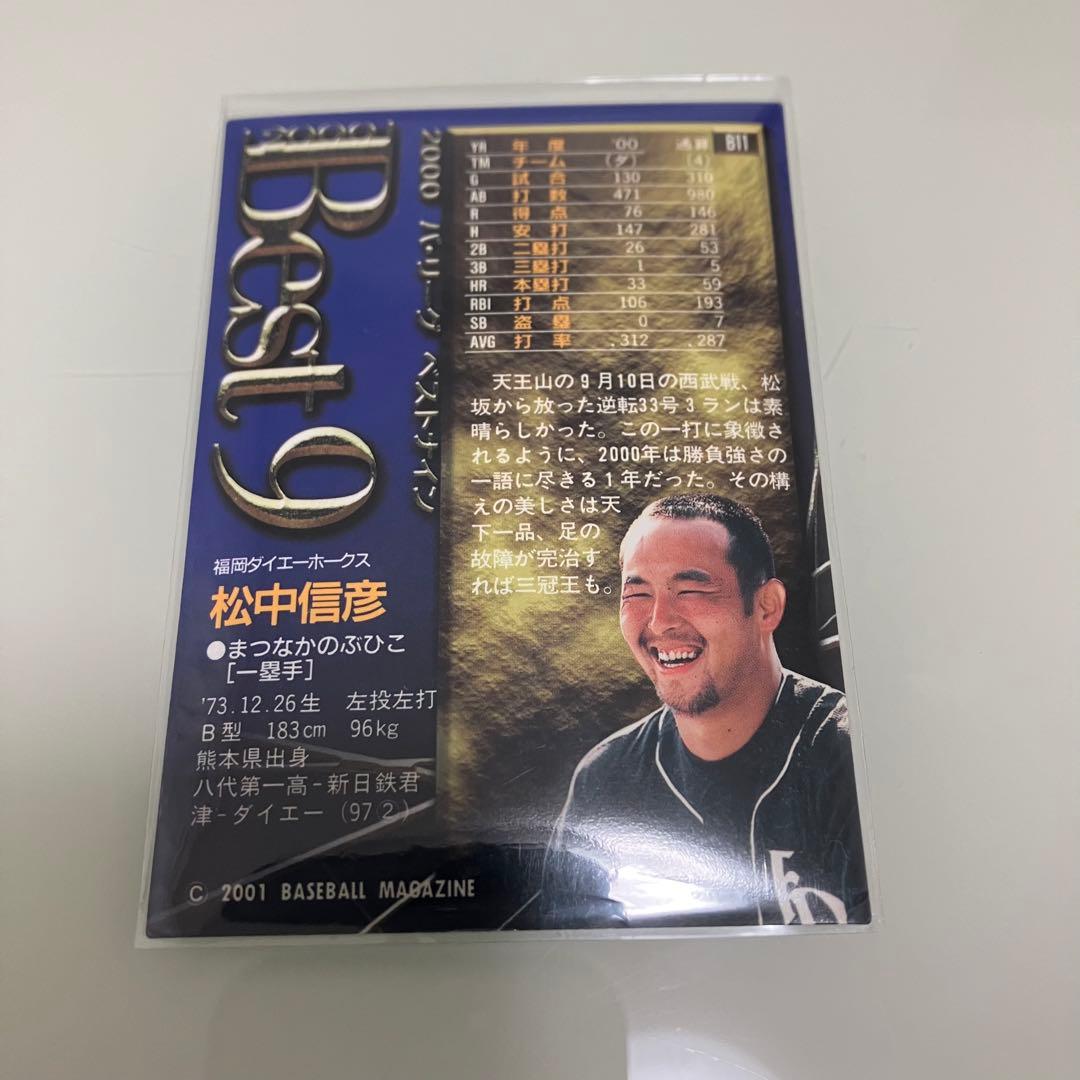 2000
Best 9
2000 パ・リーグ ベストナイン
B11
YR 年度 '00 通算
TM チーム (ダ) (4)
G 試合 130 310
AB 打数 471 980
R 得点 76 146
H 安打 147 281
2B 二塁打 26 53
3B 三塁打 1 5
HR 本塁打 33 59
RBI 打点 106 193
SB 盗塁 0 7
AVG 打率 .312 .287
天王山の9月10日の西武戦、松
坂から放った逆転33号3ランは素
晴らしかった。この一打に象徴さ
れるように、2000年は勝負強さの
一語に尽きる1年だった。その構
えの美しさは天
下一品、足の
故障が完治す
れば三冠王も。
福岡ダイエーホークス
松中信彦
●まつなかのぶひこ
[一塁手]
'73.12.26生 左投左打
B型 183cm 96kg
熊本県出身
八代第一高-新日鉄君
津-ダイエー (97②)
© 2001 BASEBALL MAGAZINE